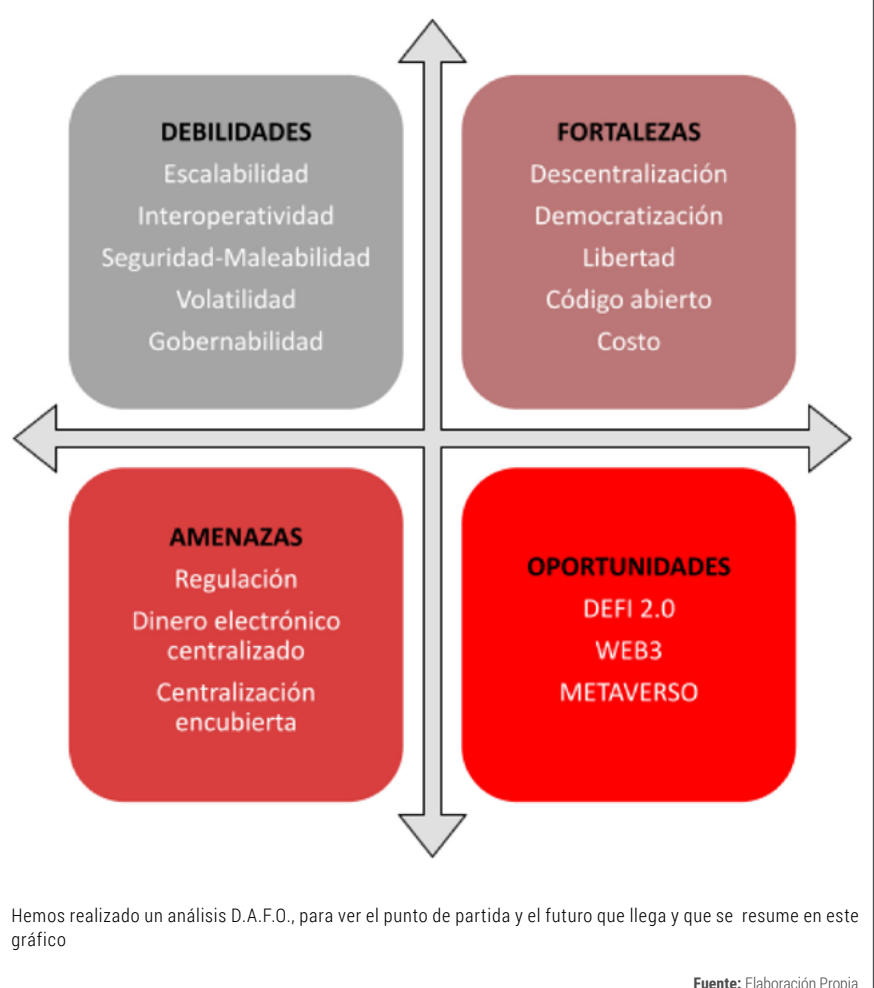 DEBILIDADES
Escalabilidad
Interoperatividad
Seguridad-Maleabilidad
Volatilidad
Gobernabilidad
FORTALEZAS
Descentralización
Democratización
Libertad
Código abierto
Costo
AMENAZAS
Regulación
Dinero electrónico
centralizado
Centralización
encubierta
OPORTUNIDADES
DEFI 2.0
WEB3
METAVERSO
Hemos realizado un análisis D.A.F.O., para ver el punto de partida y el futuro que llega y que se resume en este
gráfico
Fuente: Elaboración Propia